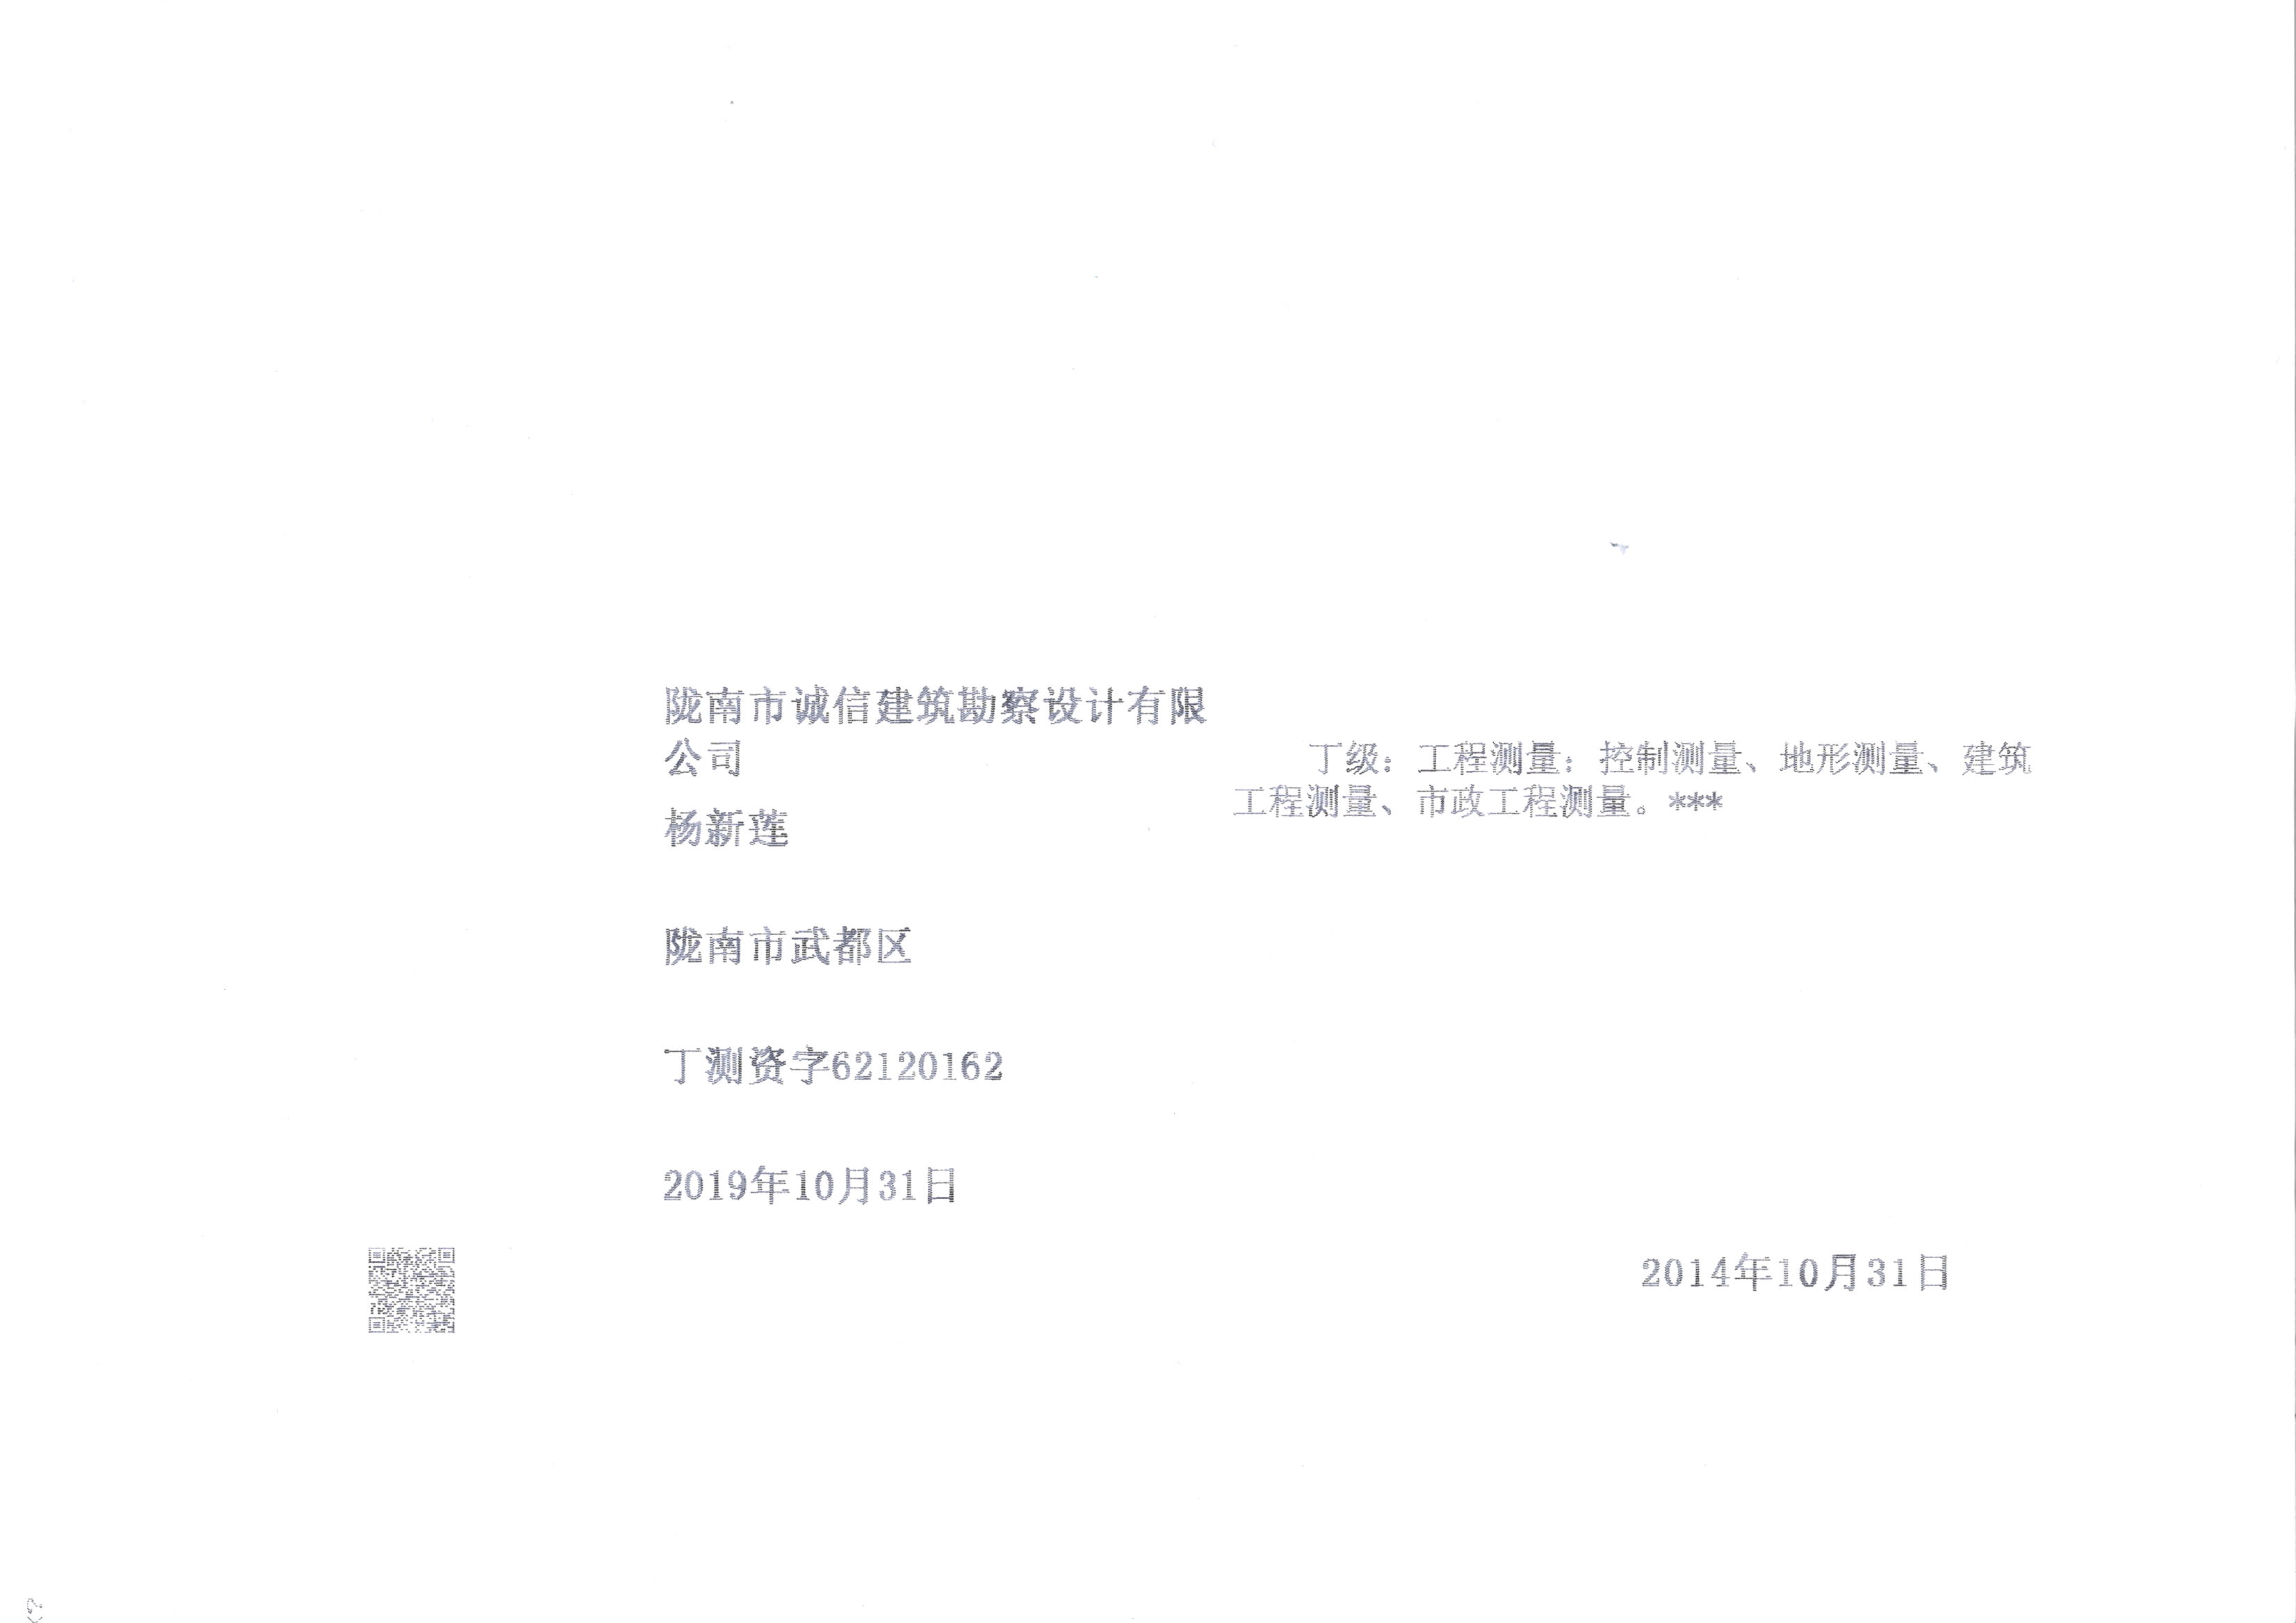 陇南市诚信建筑勘察设计有限
公司
杨新莲
陇南市武都区
丁测资字62120162
2019年10月31日
丁级：工程测量：控制测量、地形测量、建筑
工程测量、市政工程测量。***
2014年10月31日